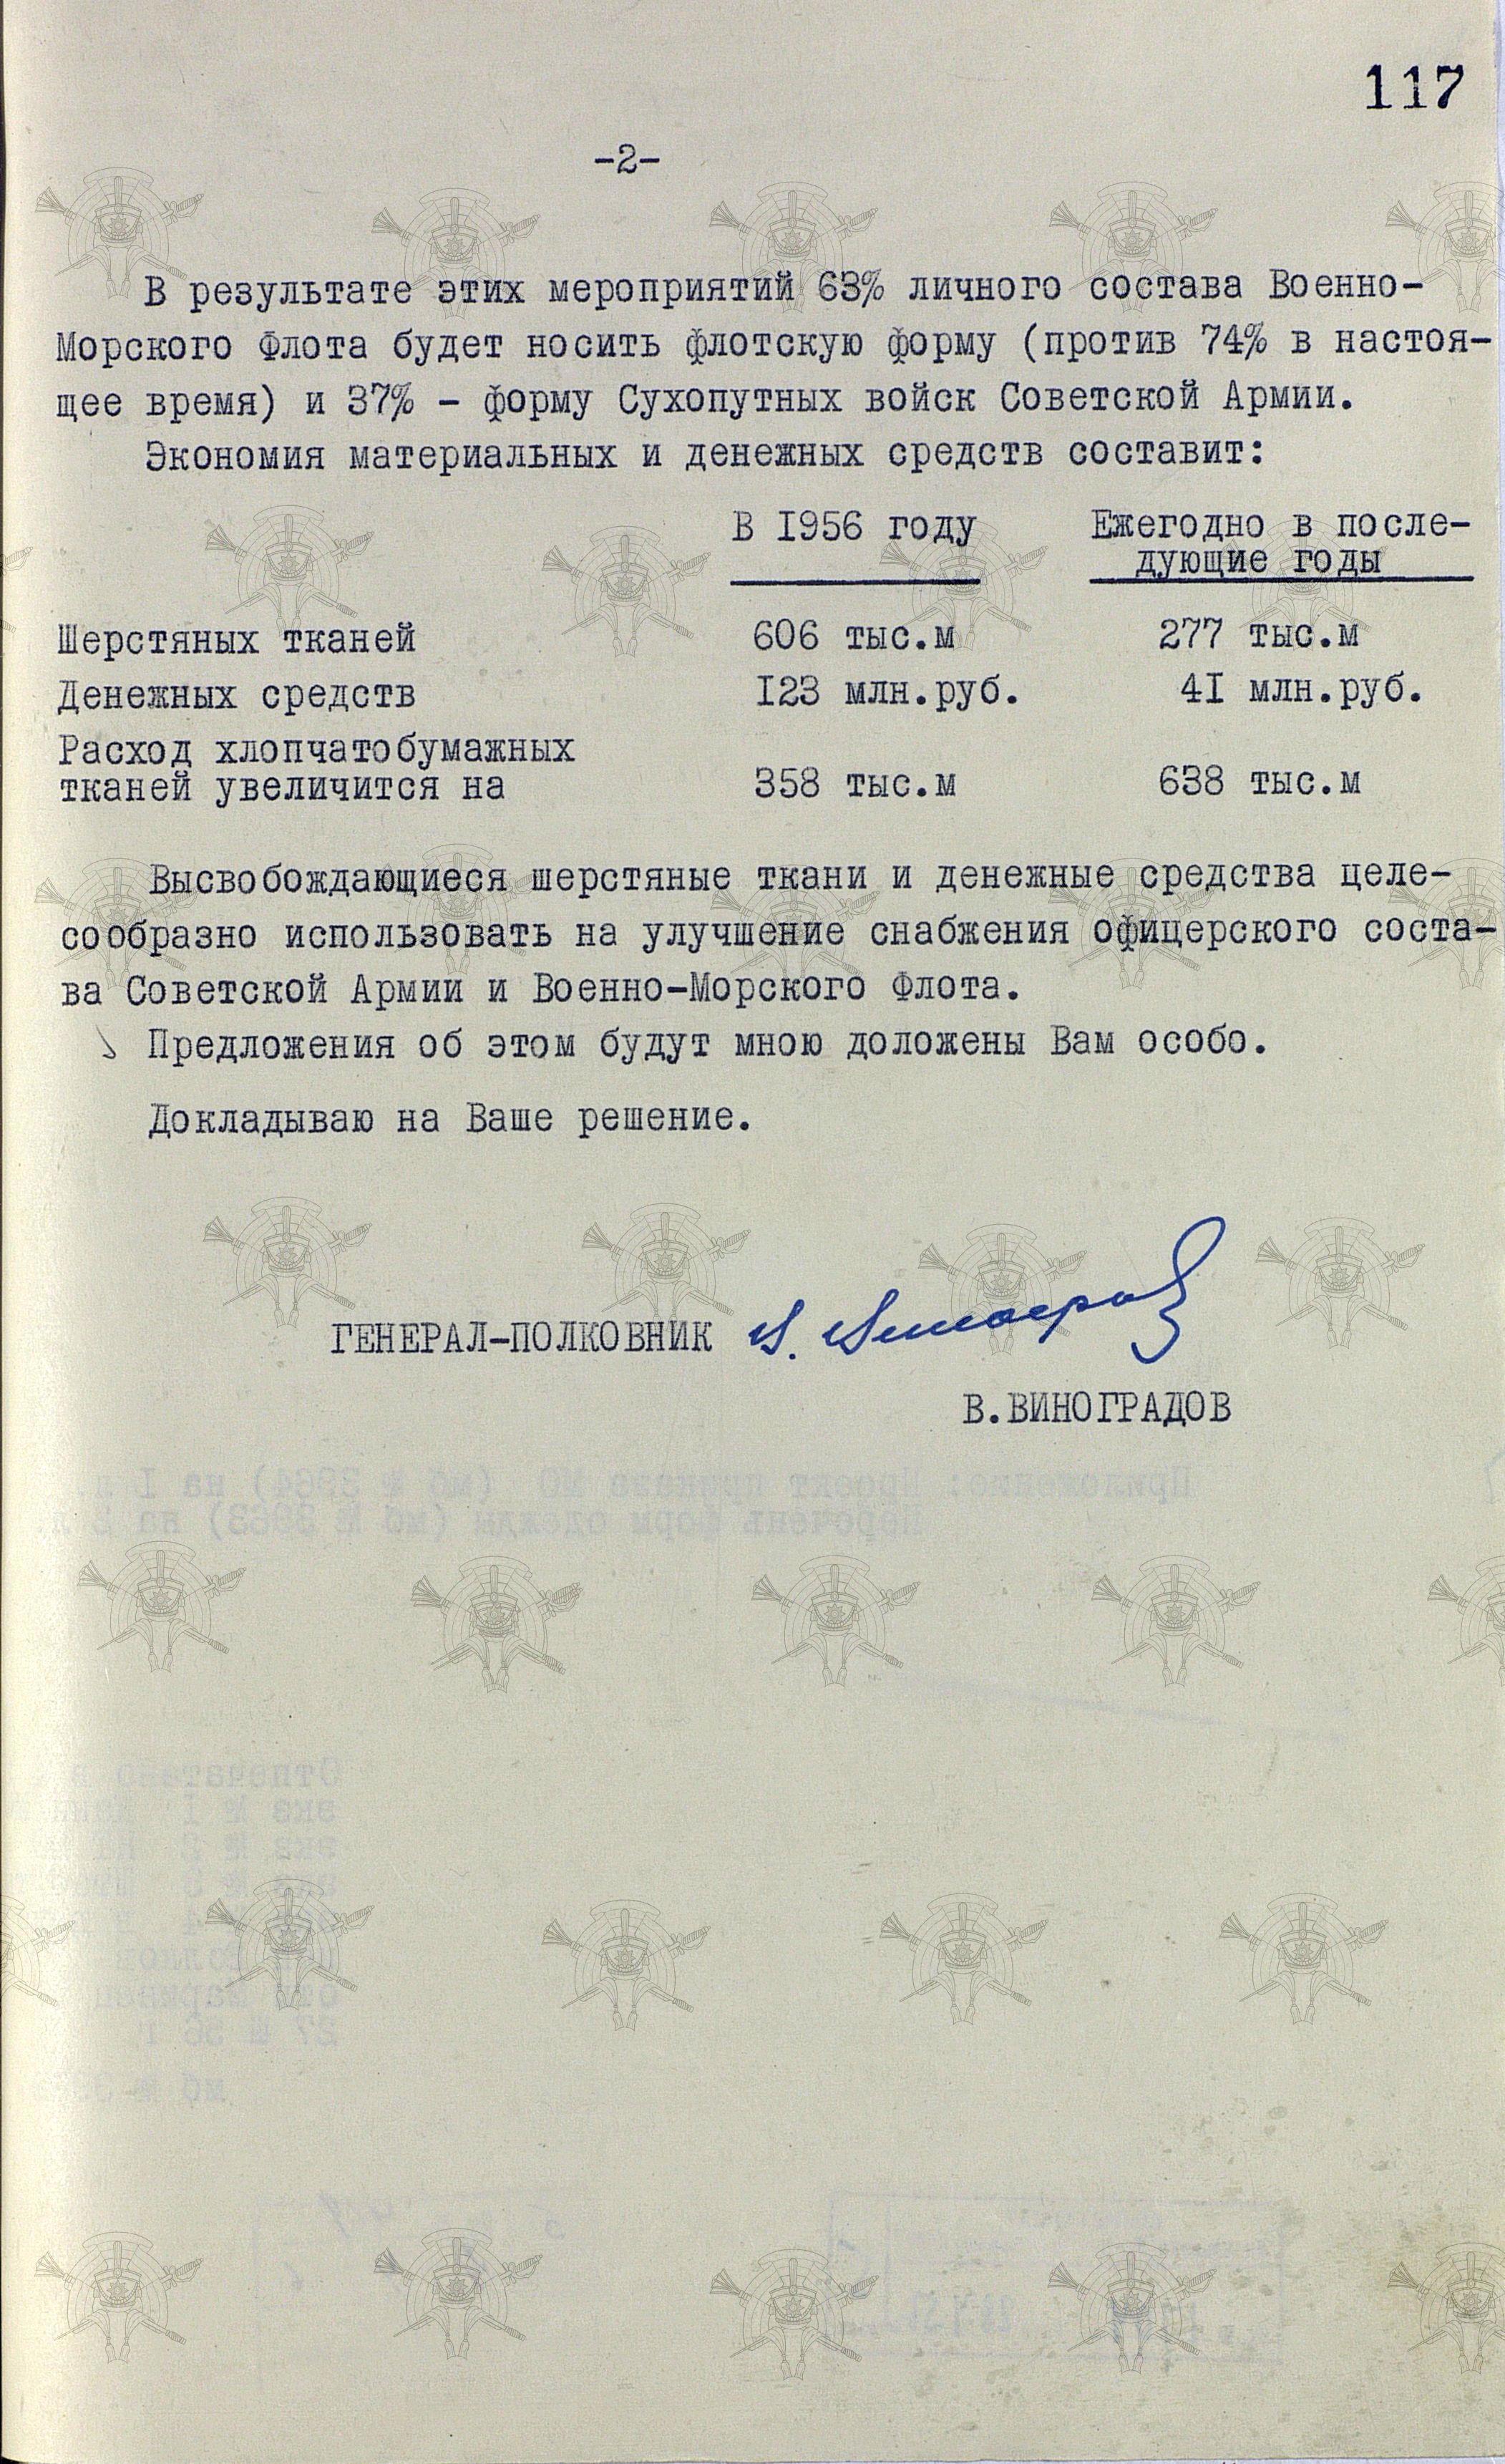 117
-2-
В результате этих мероприятий 63% личного состава Военно-
Морского Флота будет носить флотскую форму (против 74% в настоя-
щее время) и 37% - форму Сухопутных войск Советской Армии.
Экономия материальных и денежных средств составит:
В I956 году Ежегодно в после-
дующие годы
Шерстяных тканей 606 тыс.м 277 тыс.м
Денежных средств I23 млн.руб. 4I млн.руб.
Расход хлопчатобумажных
тканей увеличится на 358 тыс.м 638 тыс.м
Высвобождающиеся шерстяные ткани и денежные средства целе-
сообразно использовать на улучшение снабжения офицерского соста-
ва Советской Армии и Военно-Морского Флота.
Предложения об этом будут мною доложены Вам особо.
Докладываю на Ваше решение.
ГЕНЕРАЛ-ПОЛКОВНИК В. Виноградов
В.ВИНОГРАДОВ